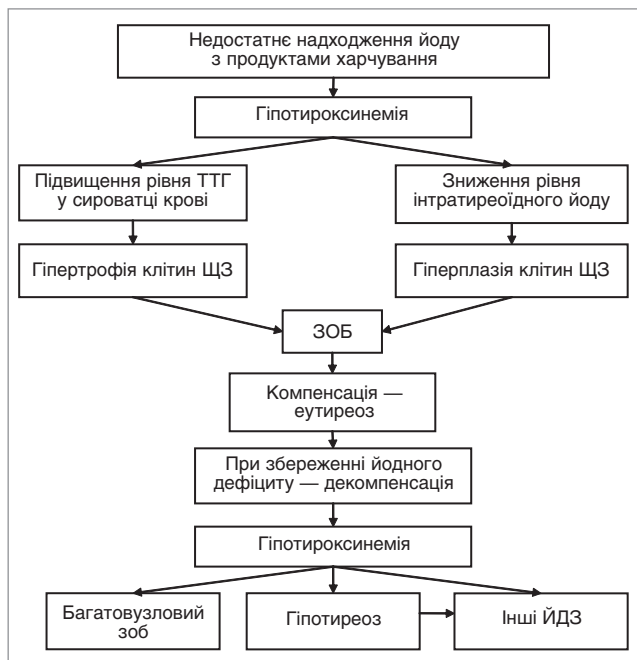 Недостатнє надходження йоду
з продуктами харчування
Гіпотироксинемія
Підвищення рівня ТТГ
у сироватці крові
Зниження рівня
інтратиреоїдного йоду
Гіпертрофія клітин ЩЗ
Гіперплазія клітин ЩЗ
ЗОБ
Компенсація —
еутиреоз
При збереженні йодного
дефіциту — декомпенсація
Гіпотироксинемія
Багатовузловий
зоб
Гіпотиреоз
Інші ЙДЗ